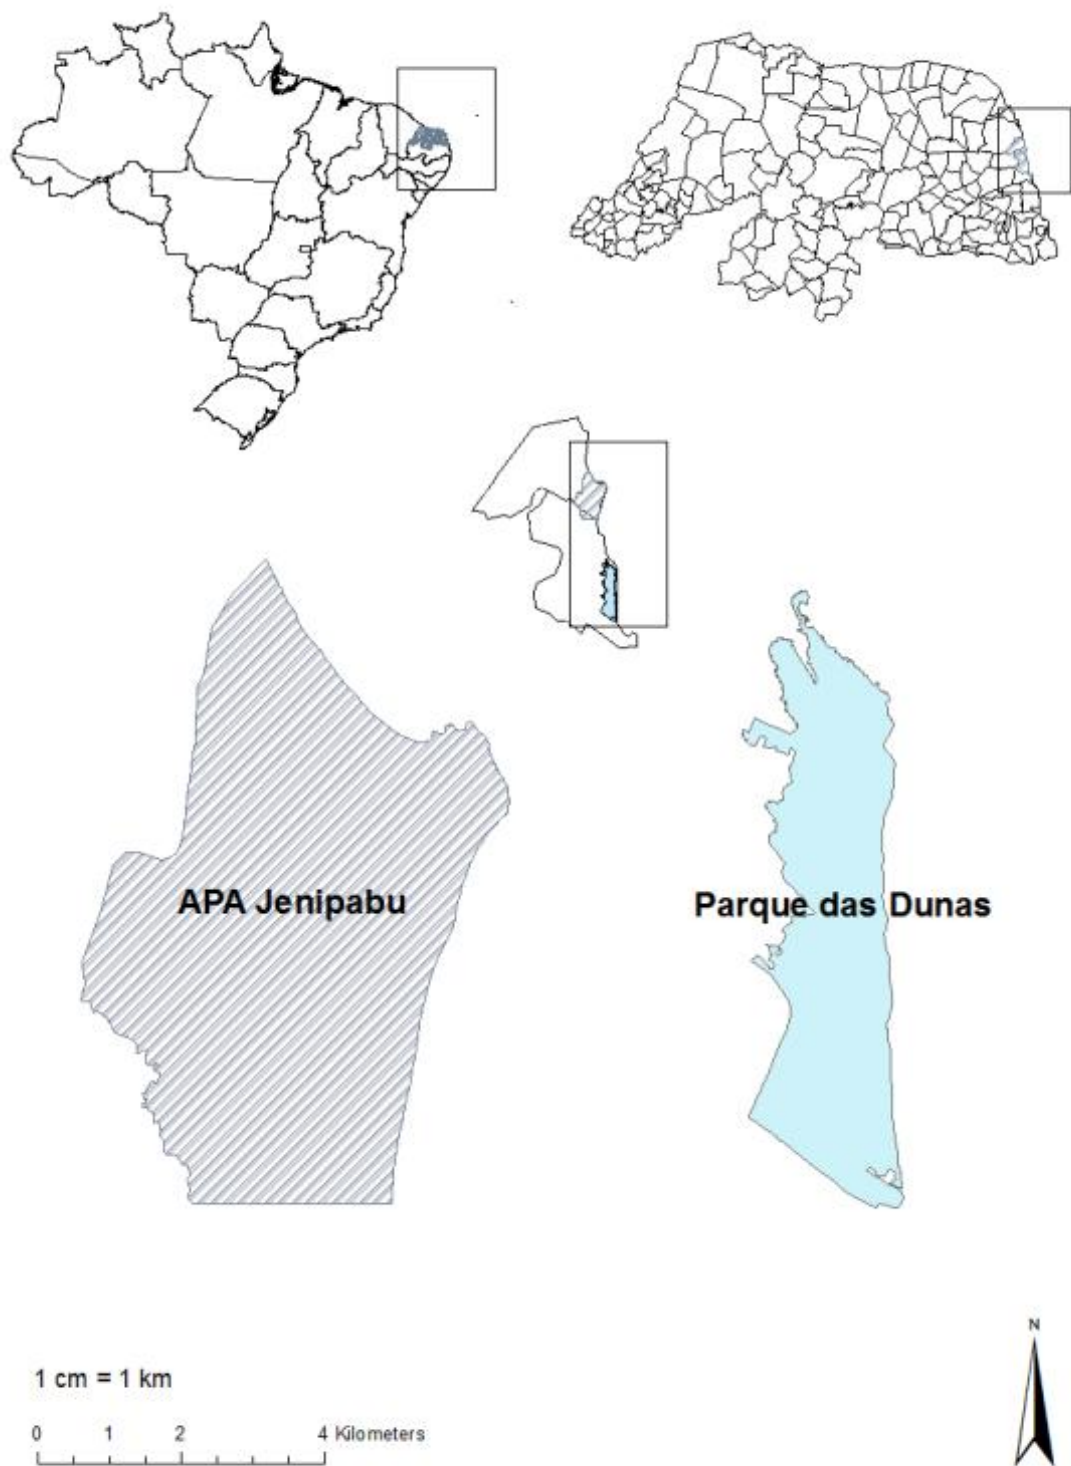 APA Jenipabu
Parque das Dunas
N
1 cm = 1 km
0 1 2 4 Kilometers